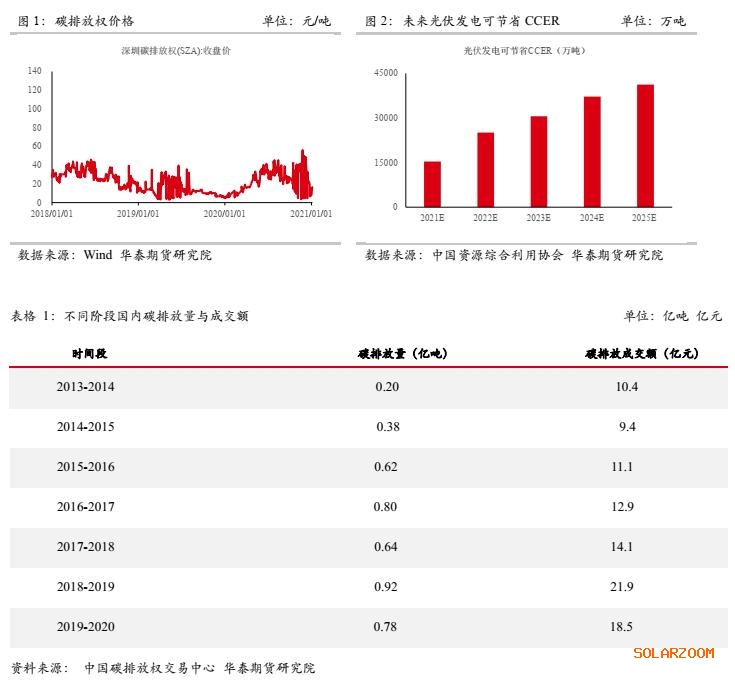 图 1：碳排放权价格 单位：元/吨
深圳碳排放权(SZA):收盘价
140
120
100
80
60
40
20
0
2018/01/01 2019/01/01 2020/01/01 2021/01/01
数据来源：Wind 华泰期货研究院
图 2：未来光伏发电可节省 CCER 单位：万吨
光伏发电可节省CCER（万吨）
45000
30000
15000
0
2021E 2022E 2023E 2024E 2025E
数据来源：中国资源综合利用协会 华泰期货研究院
表格 1：不同阶段国内碳排放量与成交额 单位：亿吨 亿元
时间段 碳排放量（亿吨） 碳排放成交额（亿元）
2013-2014 0.20 10.4
2014-2015 0.38 9.4
2015-2016 0.62 11.1
2016-2017 0.80 12.9
2017-2018 0.64 14.1
2018-2019 0.92 21.9
2019-2020 0.78 18.5
SOLARZOOM
资料来源： 中国碳排放权交易中心 华泰期货研究院